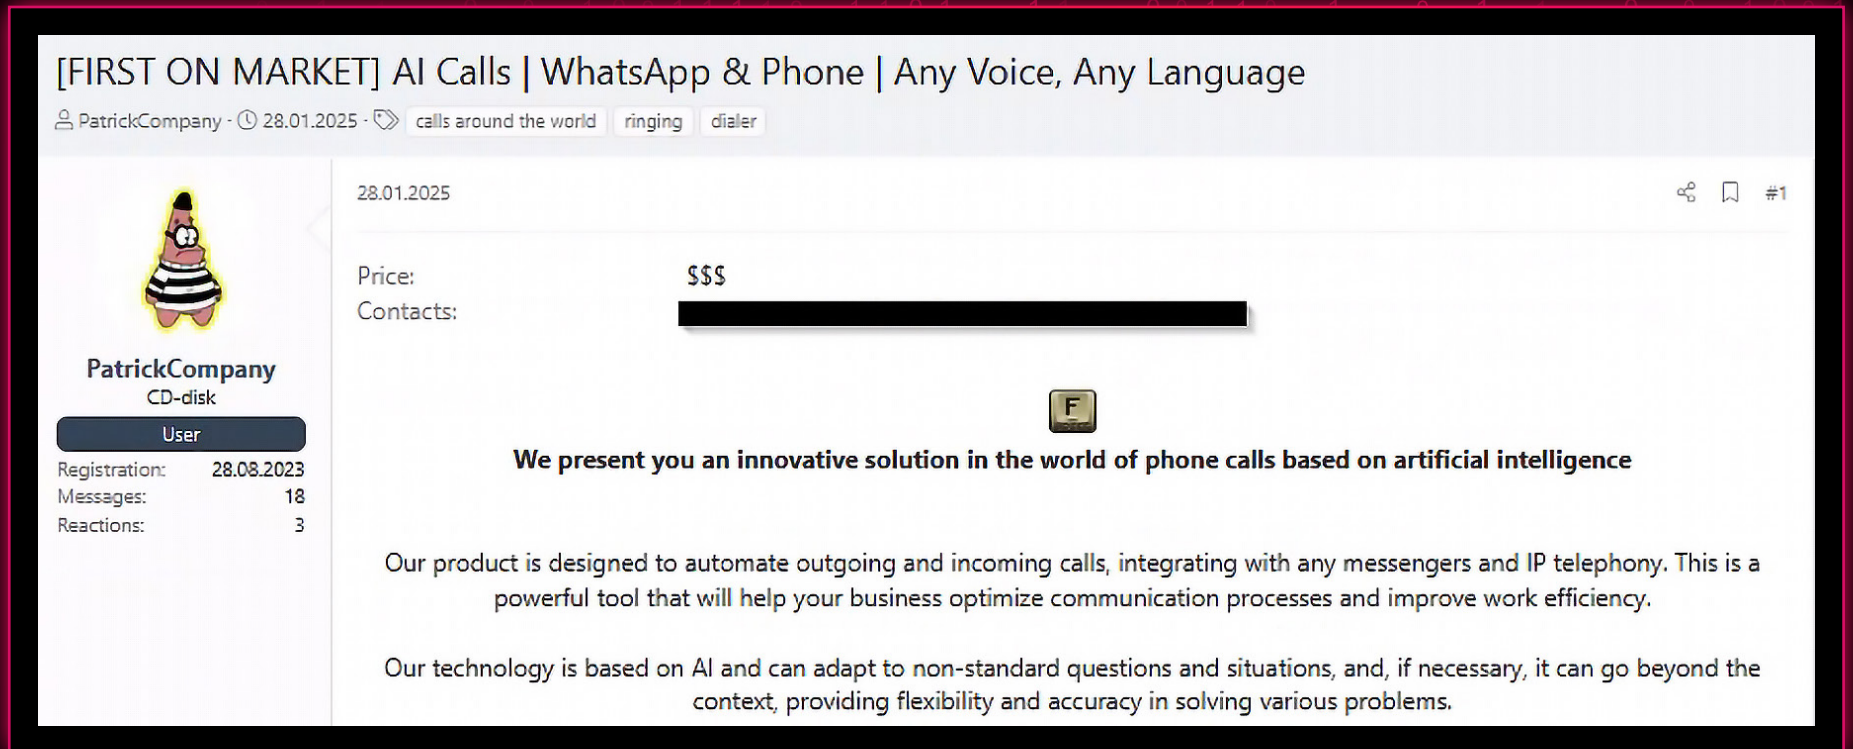 [FIRST ON MARKET] AI Calls | WhatsApp & Phone | Any Voice, Any Language
PatrickCompany · 28.01.2025 · calls around the world ringing dialer
28.01.2025 #1
Price: $$$
Contacts:
PatrickCompany
CD-disk
User
Registration: 28.08.2023
Messages: 18
Reactions: 3
F
We present you an innovative solution in the world of phone calls based on artificial intelligence
Our product is designed to automate outgoing and incoming calls, integrating with any messengers and IP telephony. This is a
powerful tool that will help your business optimize communication processes and improve work efficiency.
Our technology is based on AI and can adapt to non-standard questions and situations, and, if necessary, it can go beyond the
context, providing flexibility and accuracy in solving various problems.